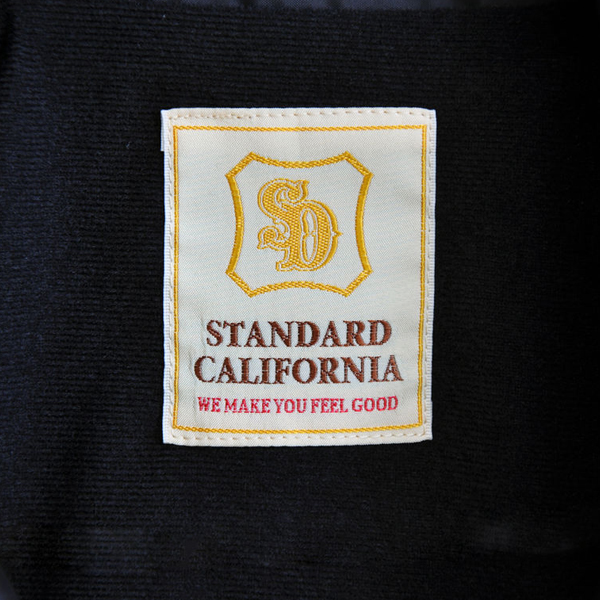 SD
STANDARD
CALIFORNIA
WE MAKE YOU FEEL GOOD